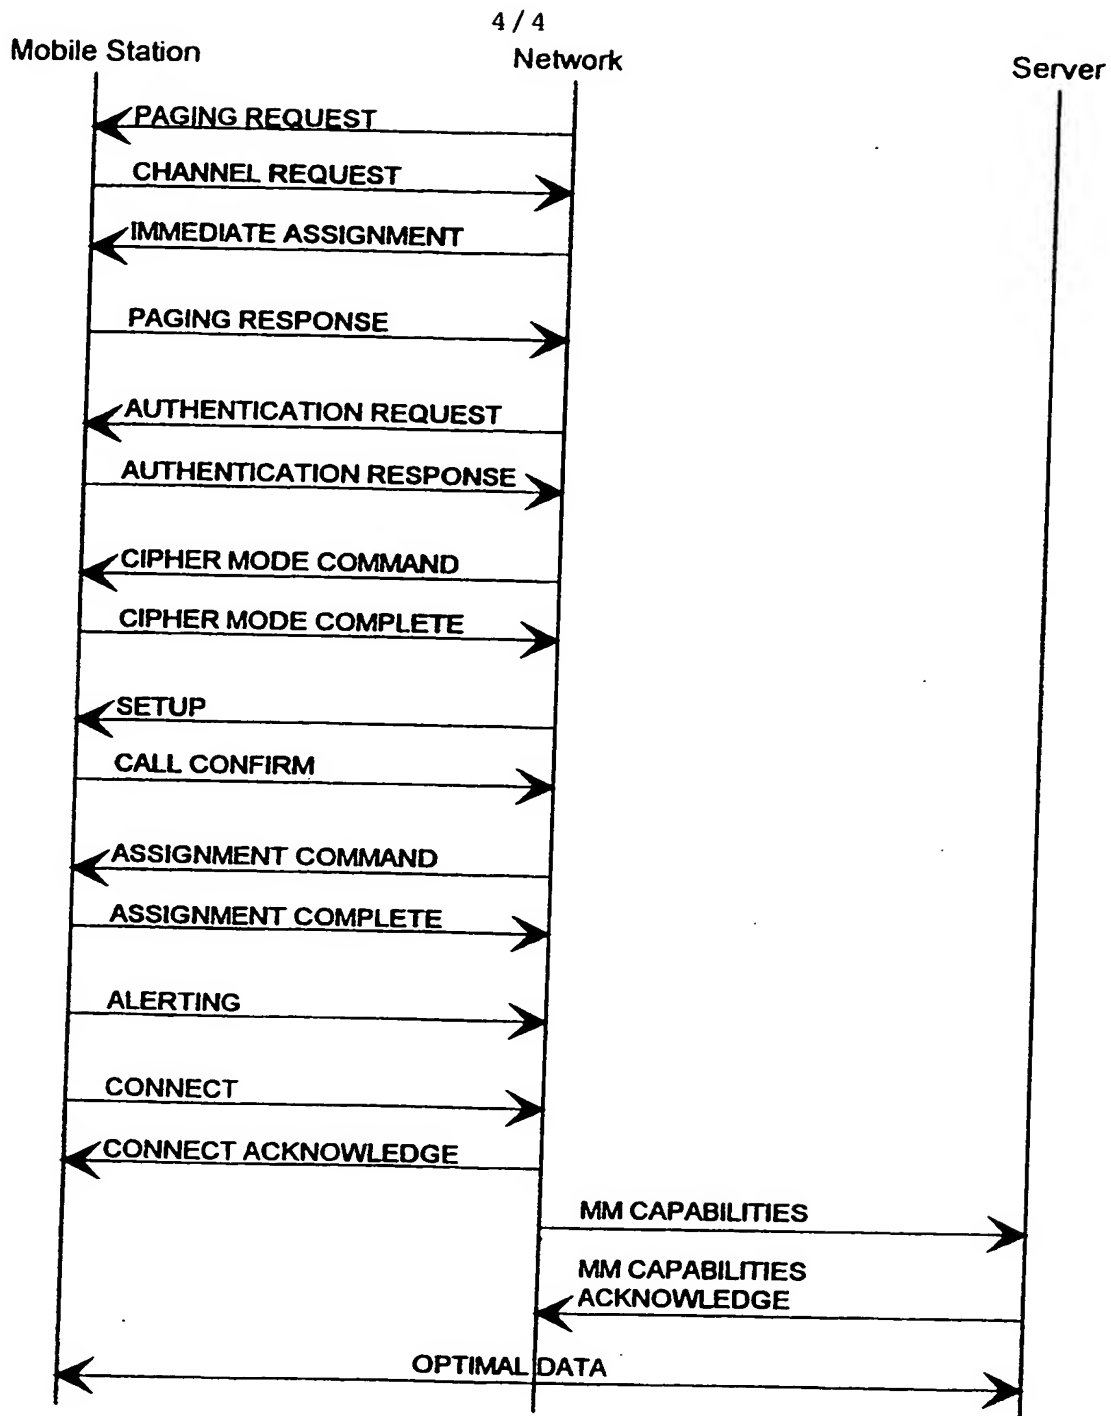 4/4
Mobile Station
Network
Server
PAGING REQUEST
CHANNEL REQUEST
IMMEDIATE ASSIGNMENT
PAGING RESPONSE
AUTHENTICATION REQUEST
AUTHENTICATION RESPONSE
CIPHER MODE COMMAND
CIPHER MODE COMPLETE
SETUP
CALL CONFIRM
ASSIGNMENT COMMAND
ASSIGNMENT COMPLETE
ALERTING
CONNECT
CONNECT ACKNOWLEDGE
MM CAPABILITIES
MM CAPABILITIES
ACKNOWLEDGE
OPTIMAL DATA